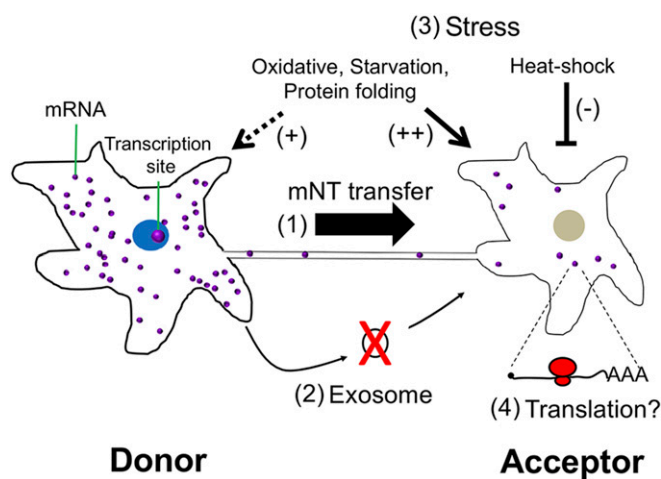 (3) Stress
Oxidative, Starvation,
Protein folding
Heat-shock
mRNA
(+)
(++)
(-)
Transcription
site
mNT transfer
(1)
(2) Exosome
AAA
(4) Translation?
Donor
Acceptor